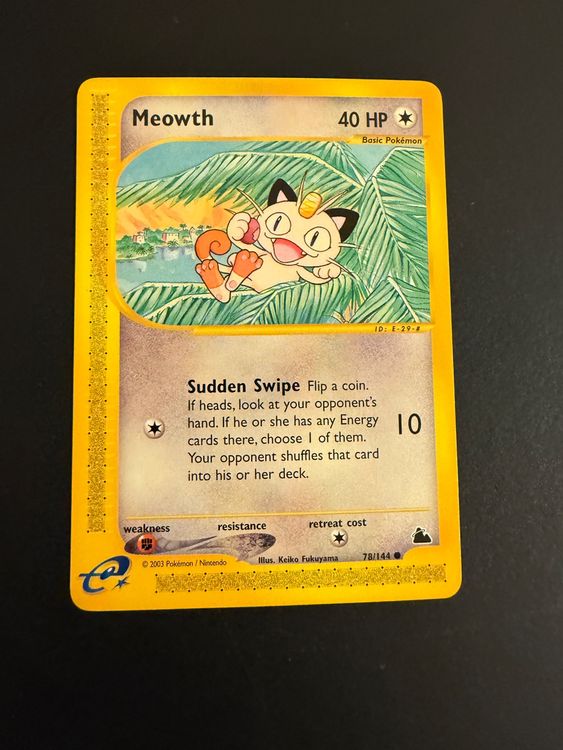 Meowth 40 HP
Basic Pokémon
ID: E-29-#
Sudden Swipe Flip a coin.
If heads, look at your opponent's
hand. If he or she has any Energy
cards there, choose 1 of them.
Your opponent shuffles that card
into his or her deck.
10
weakness resistance retreat cost
Illus. Keiko Fukuyama 78/144
© 2003 Pokémon / Nintendo
e